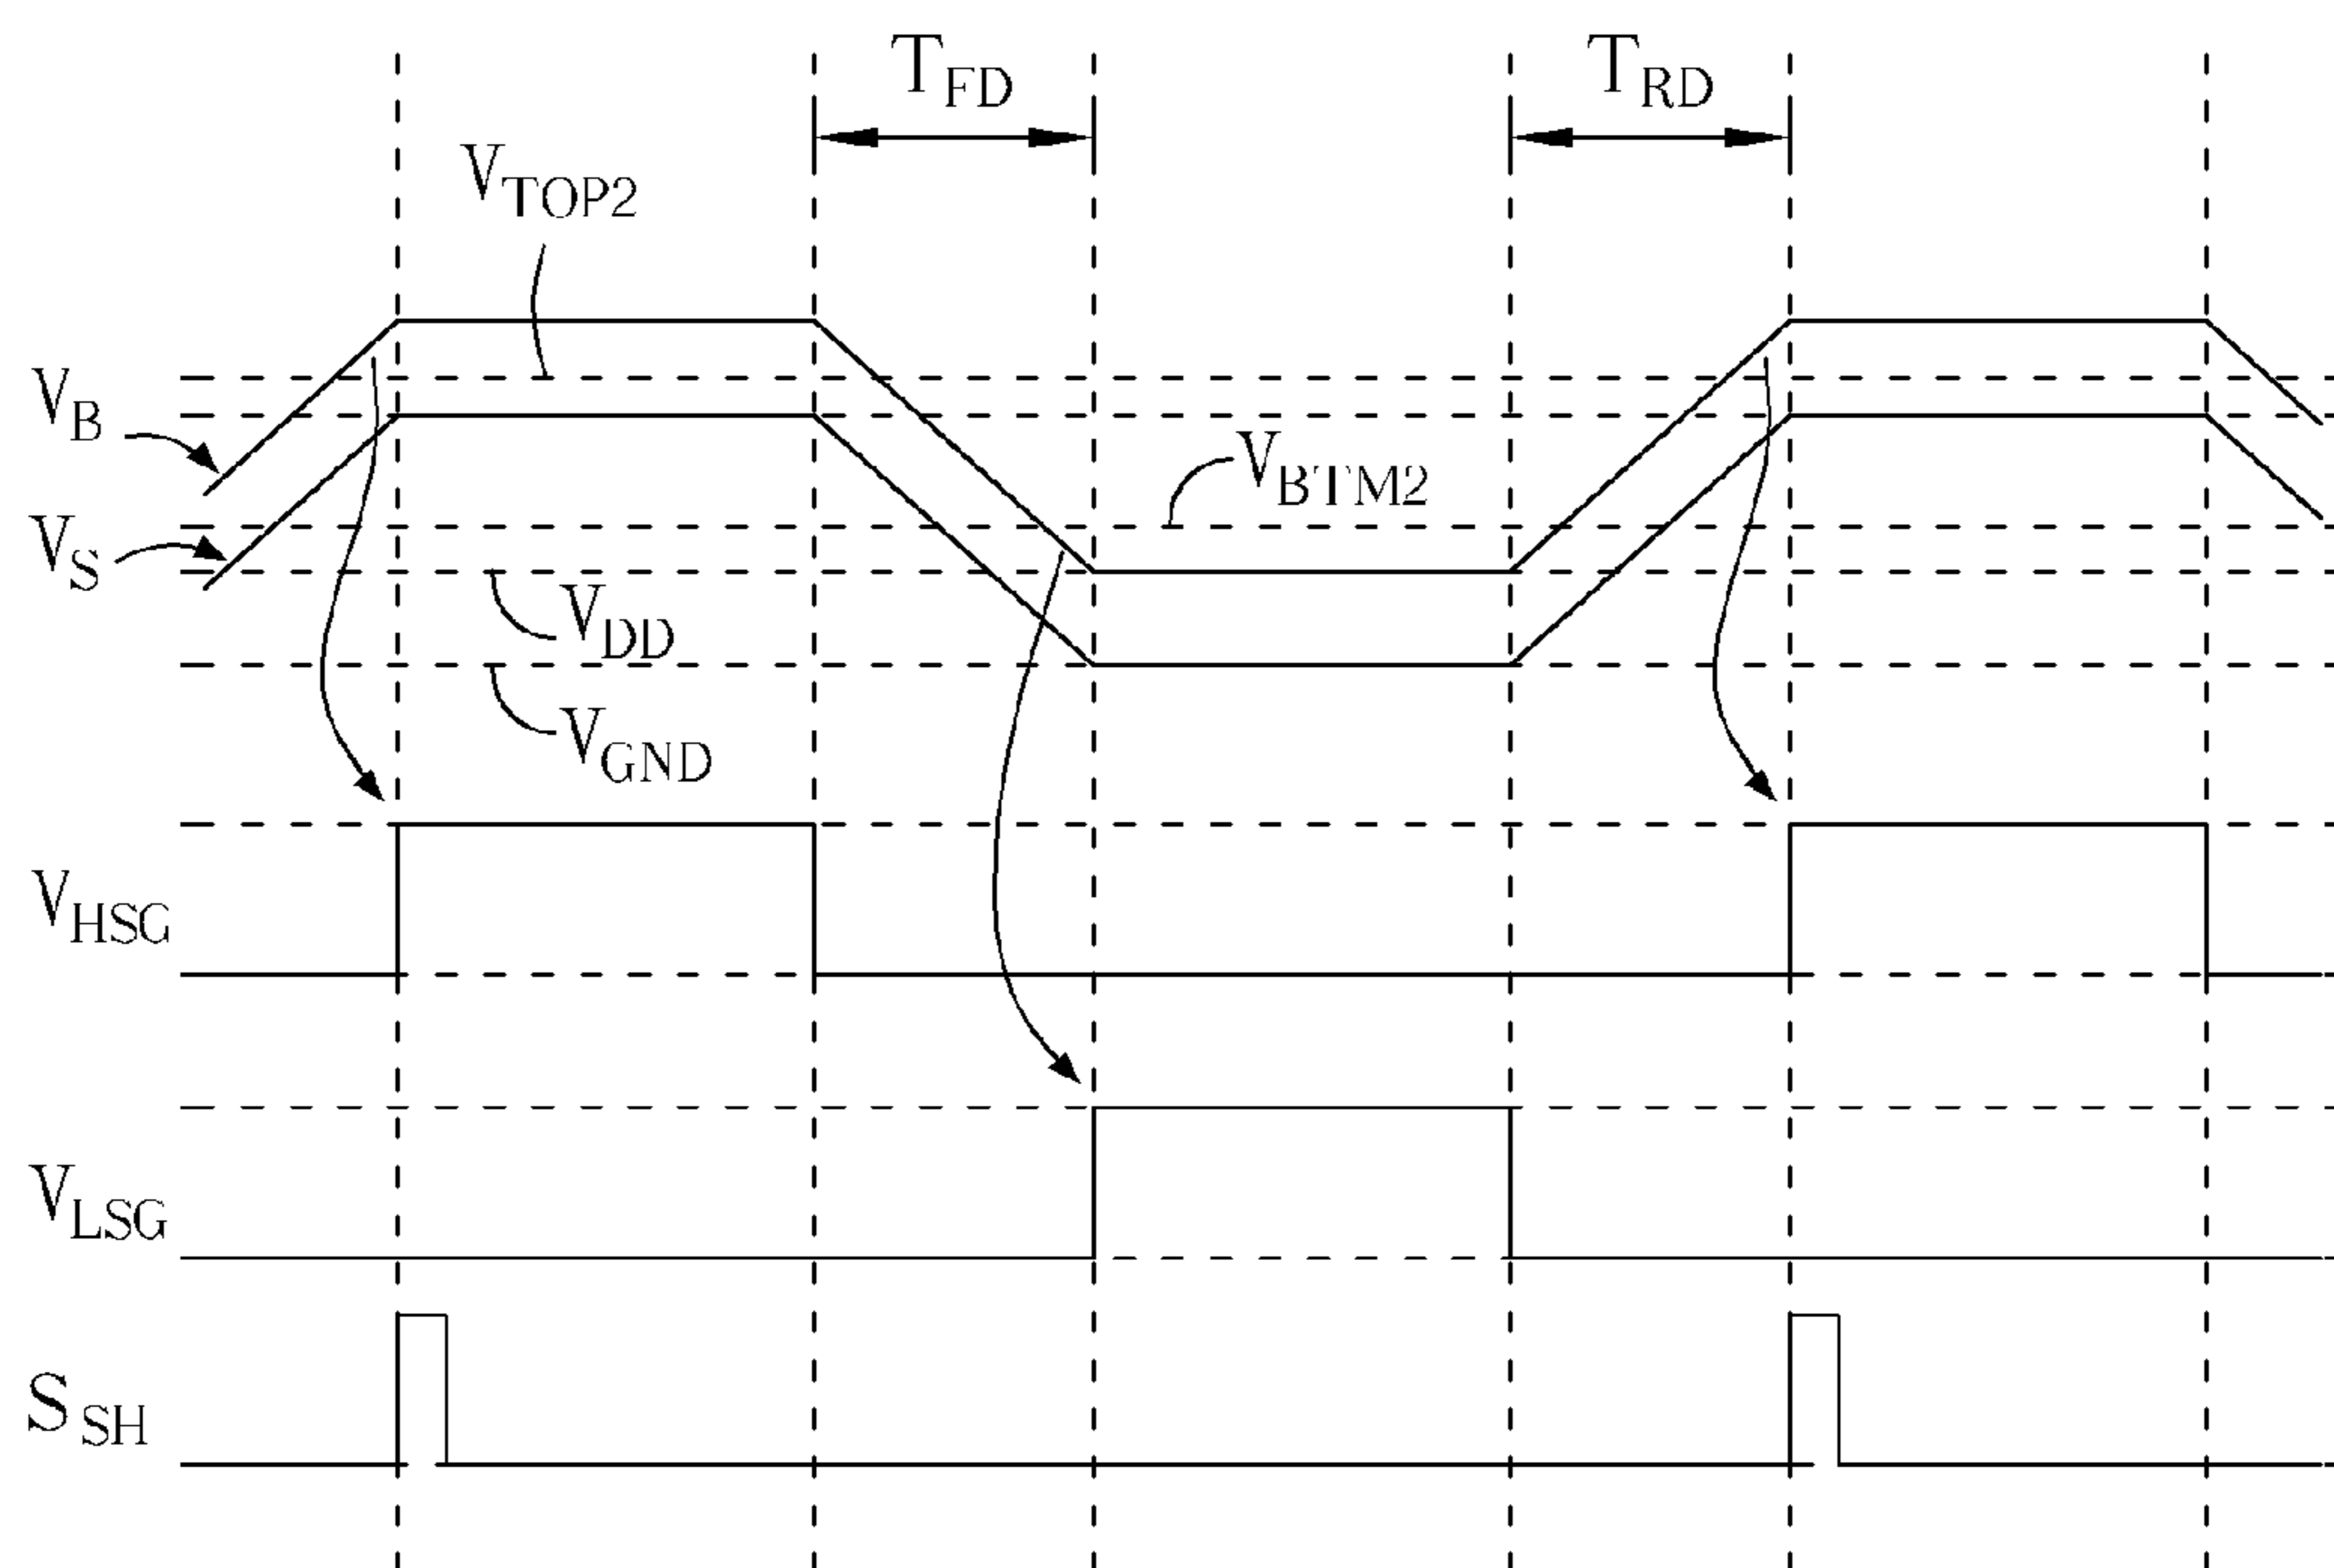 T_FD
T_RD
V_TOP2
V_B
V_BTM2
V_S
V_DD
V_GND
V_HSG
V_LSG
S_SH